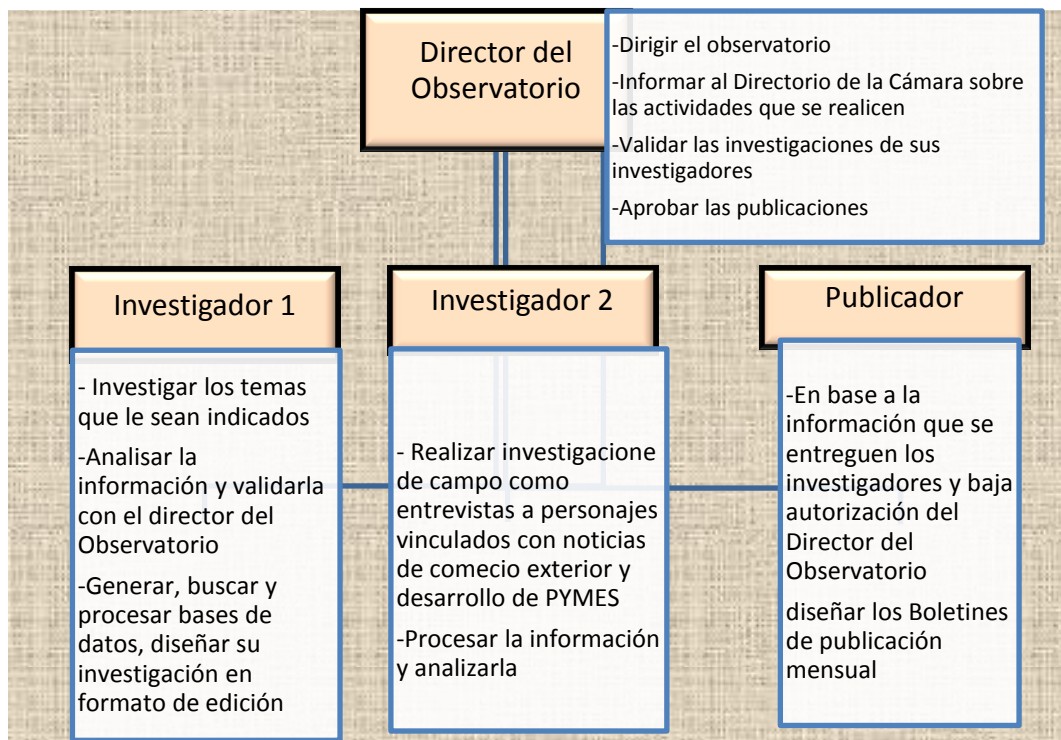 Director del
Observatorio
-Dirigir el observatorio
-Informar al Directorio de la Cámara sobre
las actividades que se realicen
-Validar las investigaciones de sus
investigadores
-Aprobar las publicaciones
Investigador 1
- Investigar los temas
que le sean indicados
-Analisar la
información y validarla
con el director del
Observatorio
-Generar, buscar y
procesar bases de
datos, diseñar su
investigación en
formato de edición
Investigador 2
- Realizar investigacione
de campo como
entrevistas a personajes
vinculados con noticias
de comecio exterior y
desarrollo de PYMES
-Procesar la información
y analizarla
Publicador
-En base a la
información que se
entreguen los
investigadores y baja
autorización del
Director del
Observatorio
diseñar los Boletines
de publicación
mensual